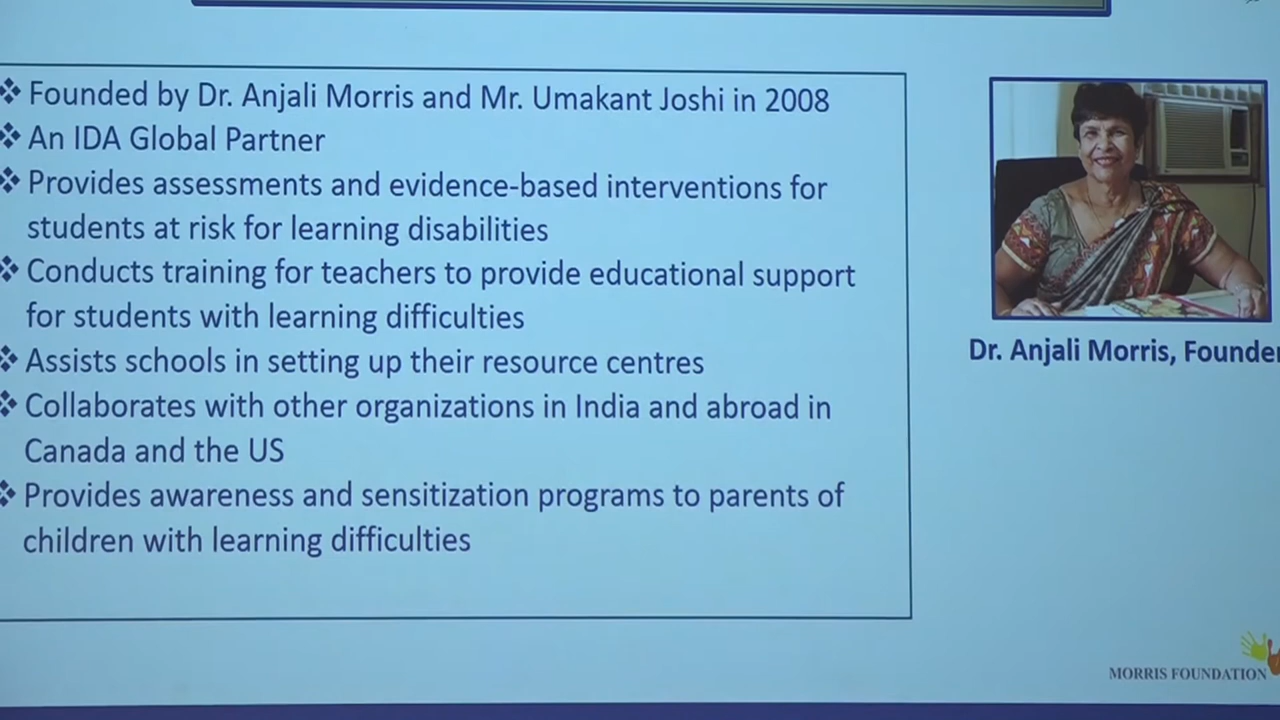 ❖ Founded by Dr. Anjali Morris and Mr. Umakant Joshi in 2008
❖ An IDA Global Partner
❖ Provides assessments and evidence-based interventions for
students at risk for learning disabilities
❖ Conducts training for teachers to provide educational support
for students with learning difficulties
❖ Assists schools in setting up their resource centres
❖ Collaborates with other organizations in India and abroad in
Canada and the US
❖ Provides awareness and sensitization programs to parents of
children with learning difficulties
Dr. Anjali Morris, Founder
MORRIS FOUNDATION